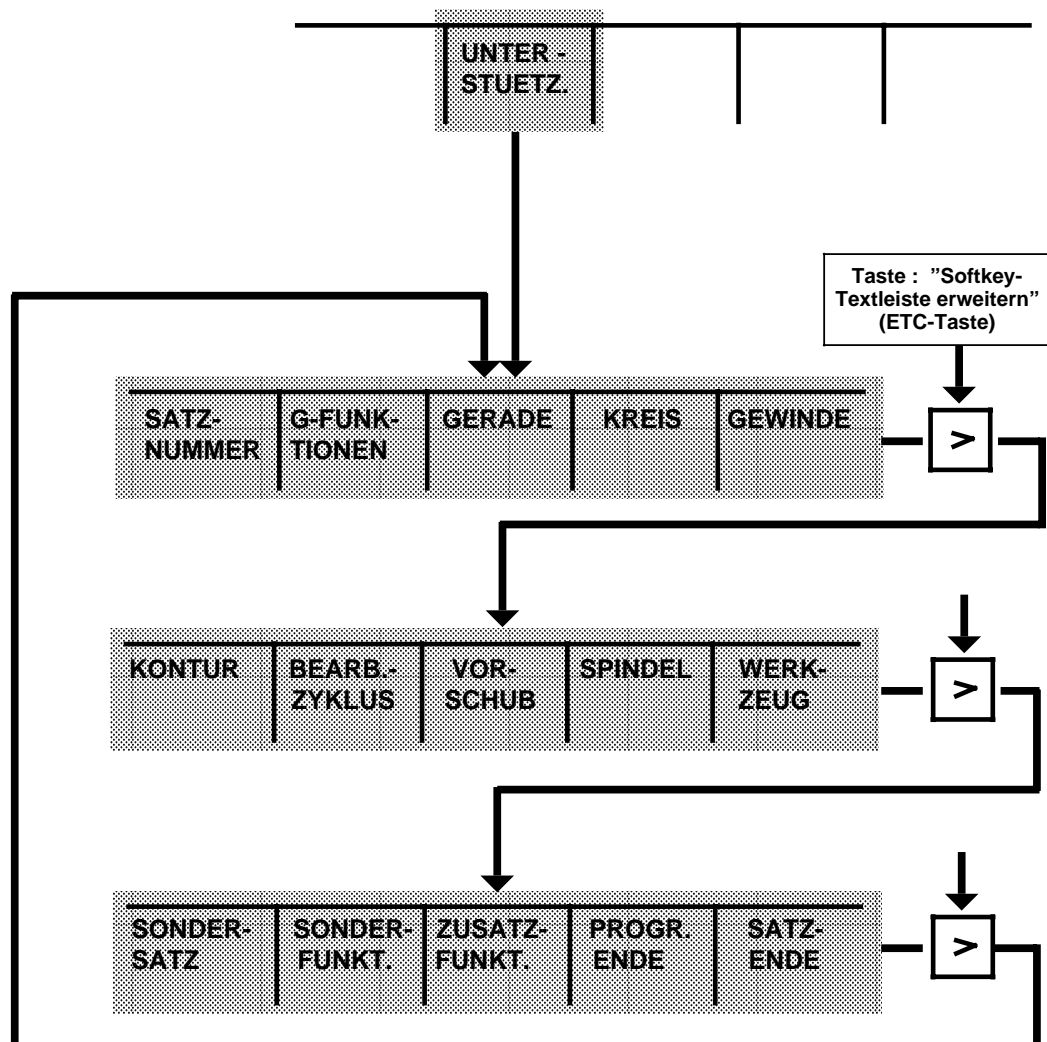 UNTER -
STUETZ.
Taste : ”Softkey-
Textleiste erweitern”
(ETC-Taste)
SATZ-
NUMMER
G-FUNK-
TIONEN
GERADE
KREIS
GEWINDE
>
KONTUR
BEARB.-
ZYKLUS
VOR-
SCHUB
SPINDEL
WERK-
ZEUG
>
SONDER-
SATZ
SONDER-
FUNKT.
ZUSATZ-
FUNKT.
PROGR.
ENDE
SATZ-
ENDE
>